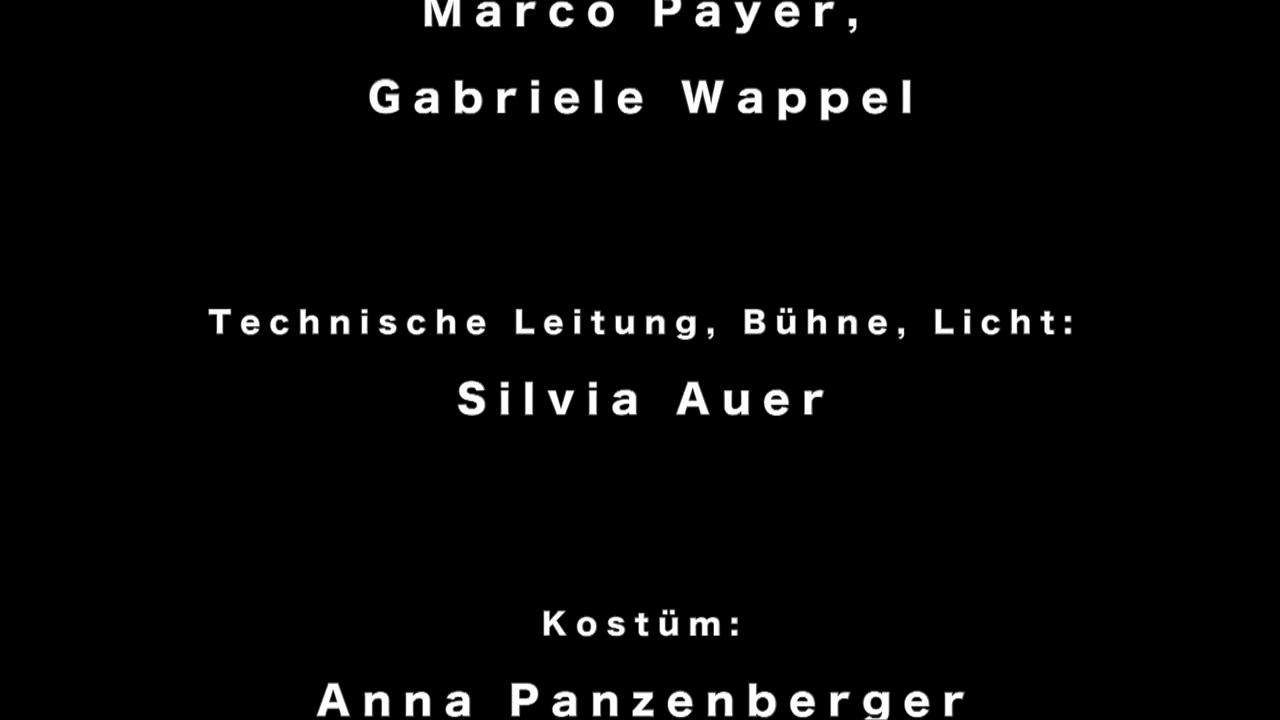 Marco Payer,
Gabriele Wappel
Technische Leitung, Bühne, Licht:
Silvia Auer
Kostüm:
Anna Panzenberger